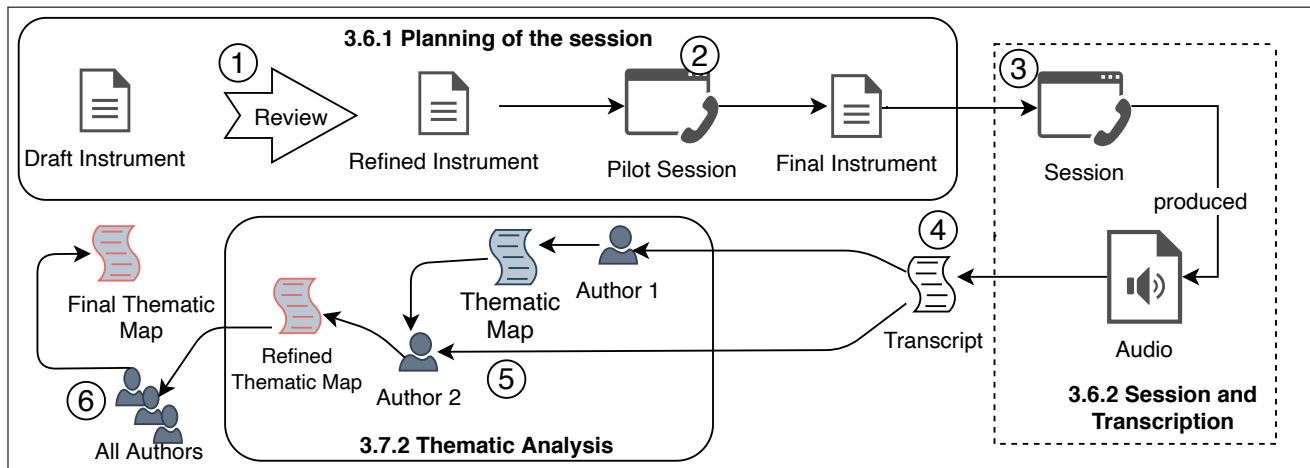 3.6.1 Planning of the session
1
Review
2
Draft Instrument
Refined Instrument
Pilot Session
Final Instrument
3
Session
produced
Audio
3.6.2 Session and
Transcription
4
Transcript
Author 1
Thematic
Map
5
Author 2
Refined
Thematic Map
3.7.2 Thematic Analysis
6
All Authors
Final Thematic
Map